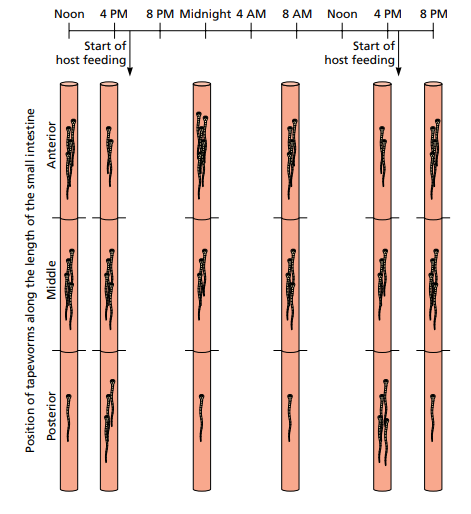 Noon 4 PM 8 PM Midnight 4 AM 8 AM Noon 4 PM 8 PM
Start of
host feeding
Start of
host feeding
Position of tapeworms along the length of the small intestine
Anterior
Middle
Posterior